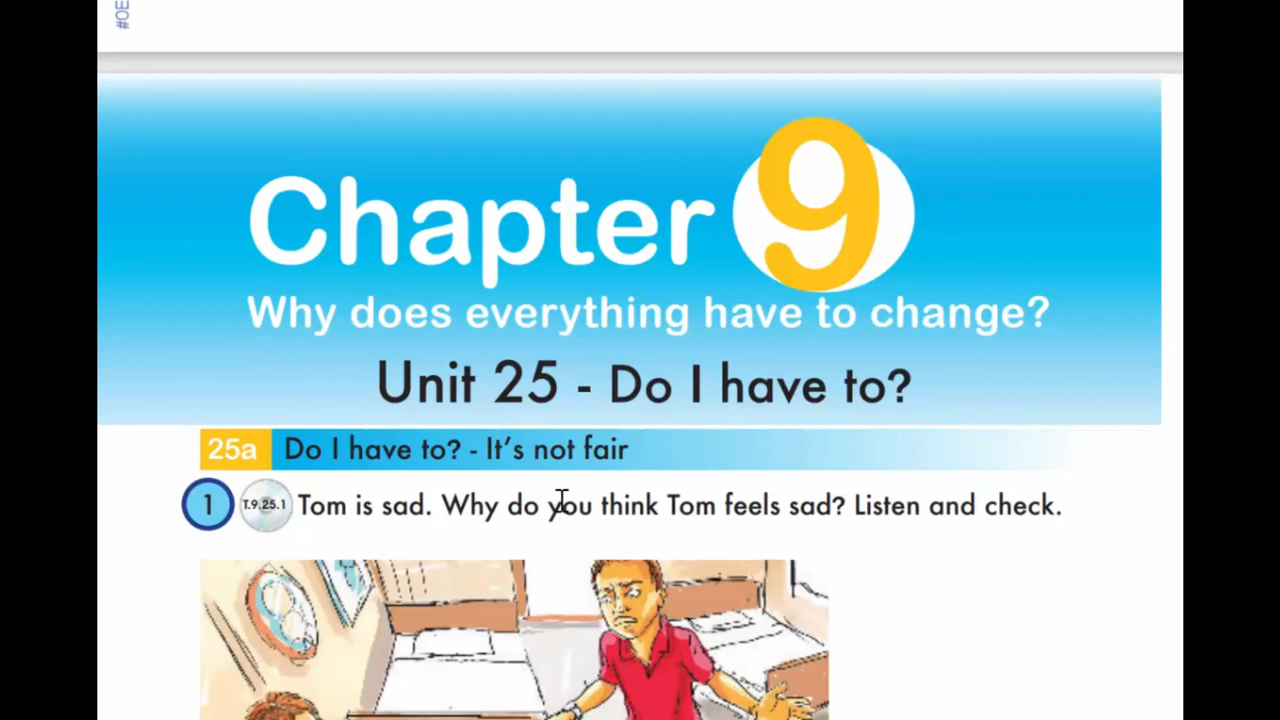 #OE
Chapter 9
Why does everything have to change?
Unit 25 - Do I have to?
25a Do I have to? - It's not fair
1 T.9.25.1 Tom is sad. Why do you think Tom feels sad? Listen and check.